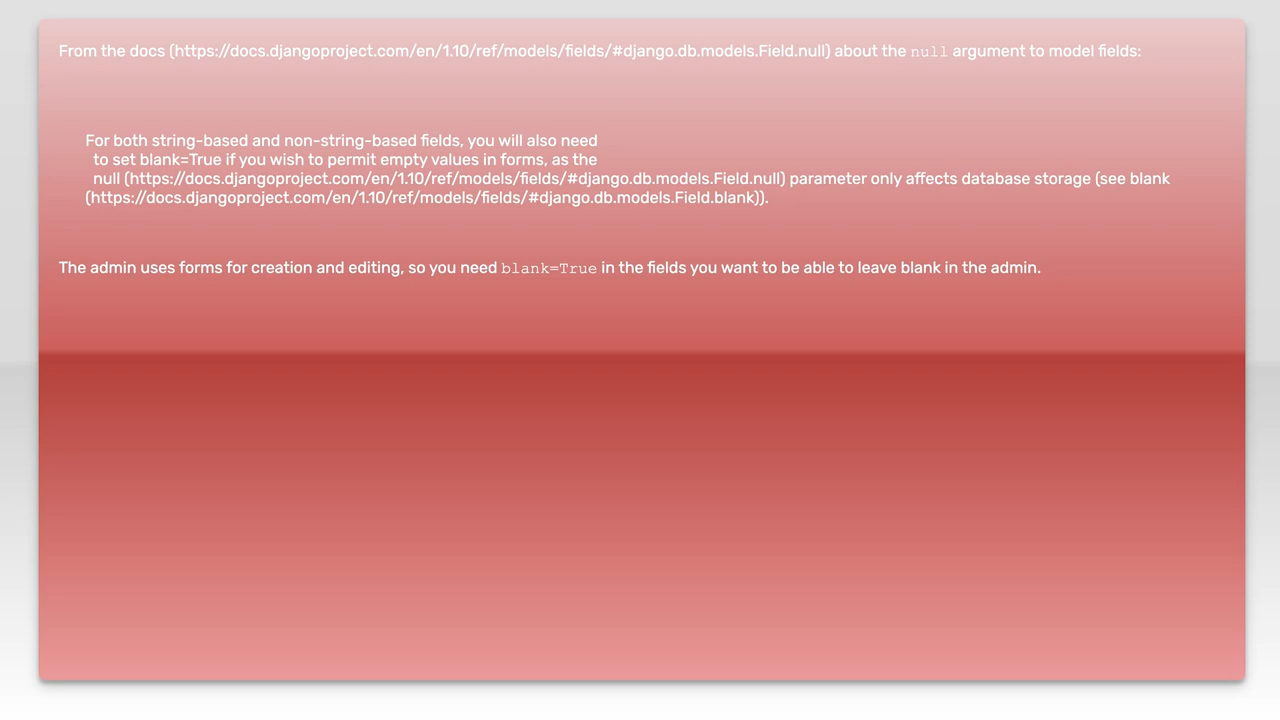 From the docs (https://docs.djangoproject.com/en/1.10/ref/models/fields/#django.db.models.Field.null) about the null argument to model fields:
For both string-based and non-string-based fields, you will also need
to set blank=True if you wish to permit empty values in forms, as the
null (https://docs.djangoproject.com/en/1.10/ref/models/fields/#django.db.models.Field.null) parameter only affects database storage (see blank
(https://docs.djangoproject.com/en/1.10/ref/models/fields/#django.db.models.Field.blank)).
The admin uses forms for creation and editing, so you need blank=True in the fields you want to be able to leave blank in the admin.